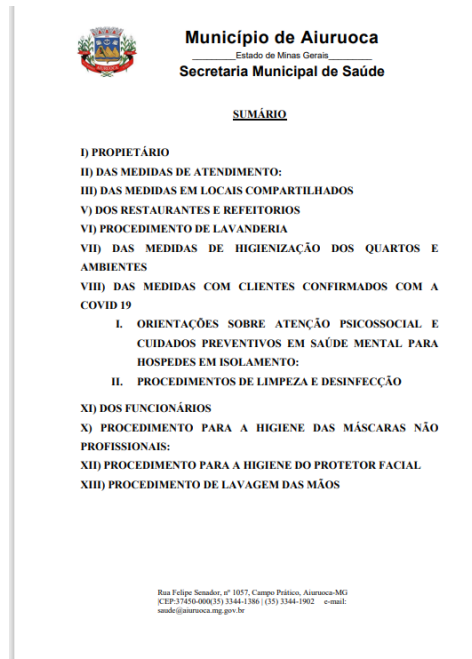 Município de Aiuruoca
_________Estado de Minas Gerais_________
Secretaria Municipal de Saúde
SUMÁRIO
I) PROPIETÁRIO
II) DAS MEDIDAS DE ATENDIMENTO:
III) DAS MEDIDAS EM LOCAIS COMPARTILHADOS
V) DOS RESTAURANTES E REFEITORIOS
VI) PROCEDIMENTO DE LAVANDERIA
VII) DAS MEDIDAS DE HIGIENIZAÇÃO DOS QUARTOS E
AMBIENTES
VIII) DAS MEDIDAS COM CLIENTES CONFIRMADOS COM A
COVID 19
I. ORIENTAÇÕES SOBRE ATENÇÃO PSICOSSOCIAL E
CUIDADOS PREVENTIVOS EM SAÚDE MENTAL PARA
HOSPEDES EM ISOLAMENTO:
II. PROCEDIMENTOS DE LIMPEZA E DESINFECÇÃO
XI) DOS FUNCIONÁRIOS
X) PROCEDIMENTO PARA A HIGIENE DAS MÁSCARAS NÃO
PROFISSIONAIS:
XII) PROCEDIMENTO PARA A HIGIENE DO PROTETOR FACIAL
XIII) PROCEDIMENTO DE LAVAGEM DAS MÃOS
Rua Felipe Senador, nº 1057, Campo Prático, Aiuruoca-MG
|CEP:37450-000(35) 3344-1386 | (35) 3344-1902 e-mail:
saude@aiuruoca.mg.gov.br